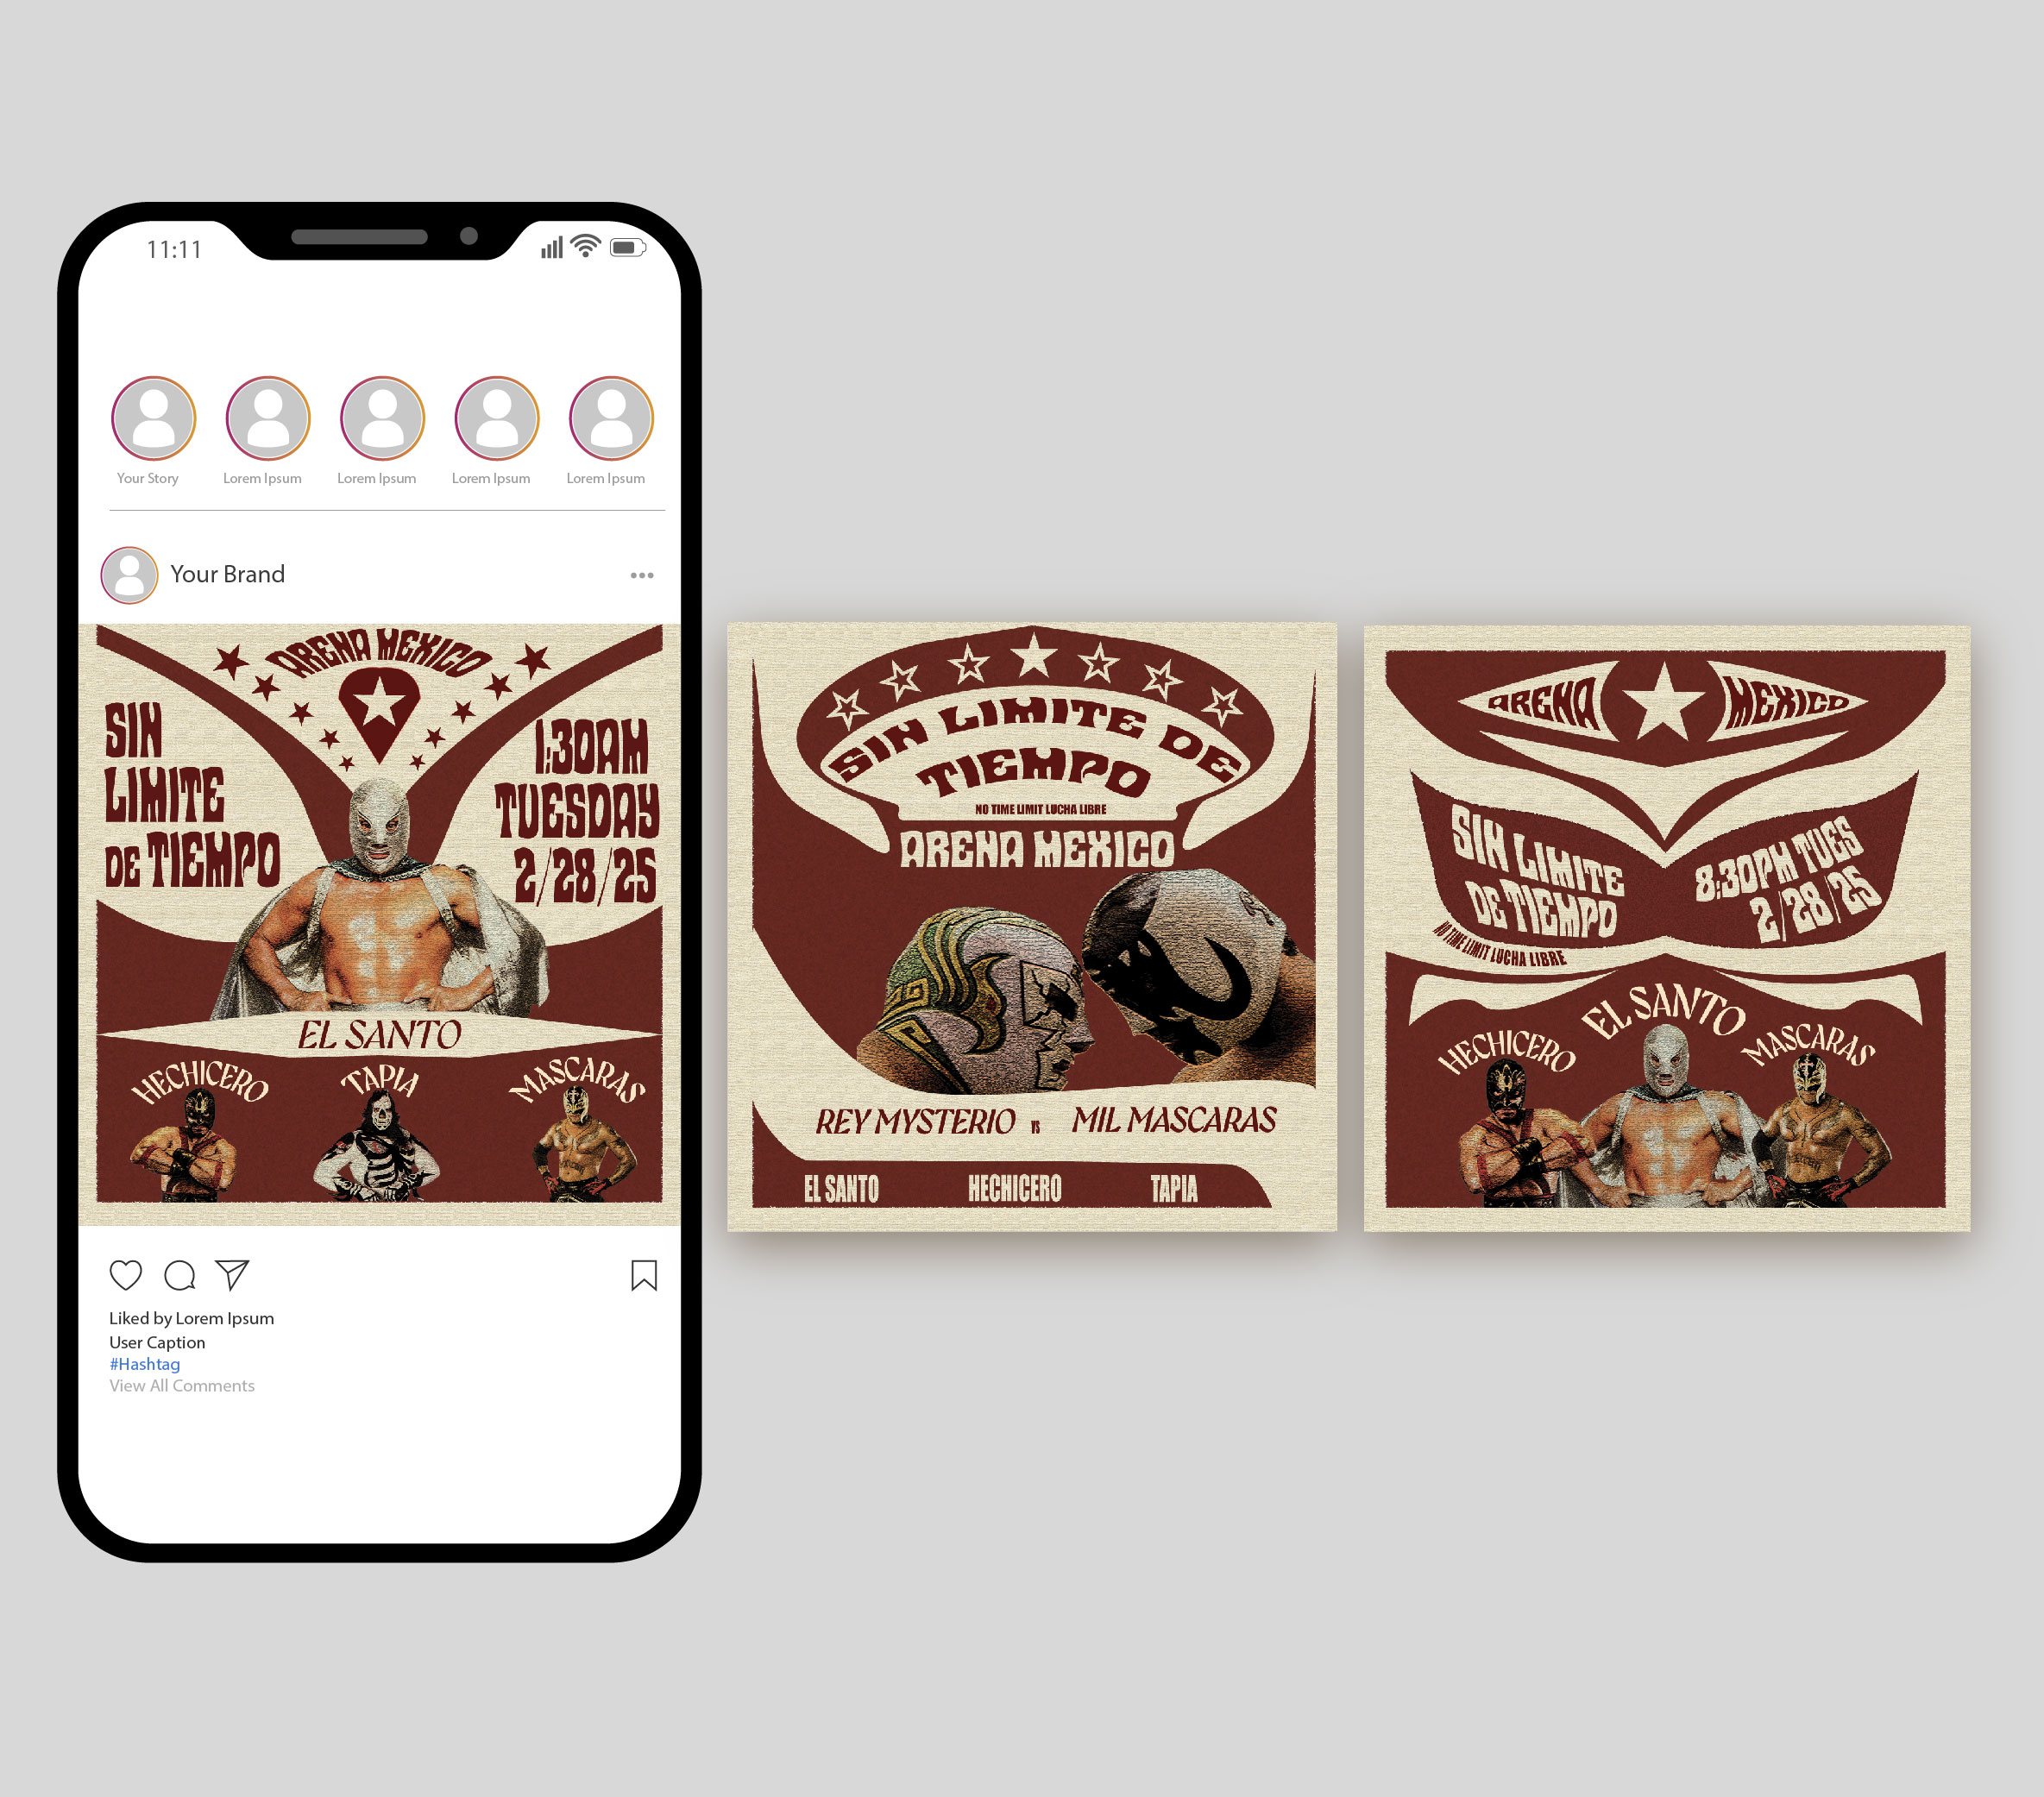 11:11
Your Story
Lorem Ipsum
Lorem Ipsum
Lorem Ipsum
Lorem Ipsum
Your Brand
ARENA MEXICO
SIN
LIMITE
DE TIEMPO
1:30AM
TUESDAY
2/28/25
EL SANTO
HECHICERO
TAPIA
MASCARAS
Liked by Lorem Ipsum
User Caption
#Hashtag
View All Comments
SIN LIMITE DE
TIEMPO
NO TIME LIMIT LUCHA LIBRE
ARENA MEXICO
REY MYSTERIO VS MIL MASCARAS
EL SANTO
HECHICERO
TAPIA
ARENA MEXICO
SIN LIMITE
DE TIEMPO
8:30PM TUES
2/28/25
NO TIME LIMIT LUCHA LIBRE
HECHICERO
EL SANTO
MASCARAS